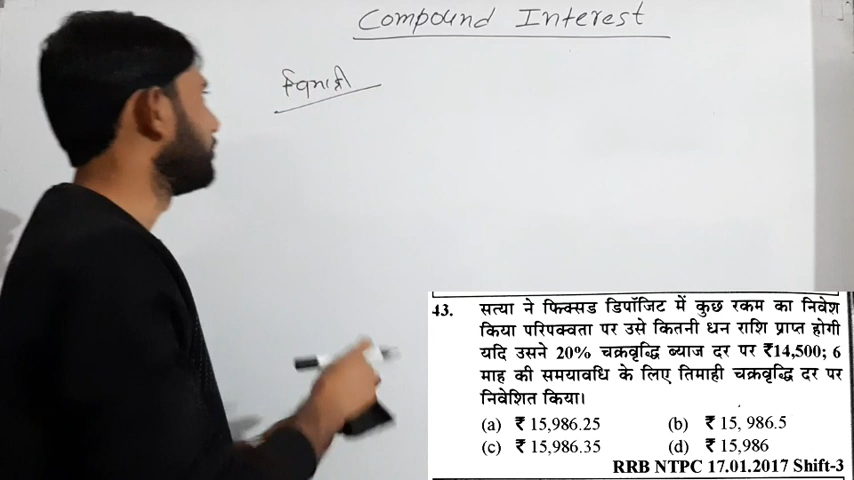 Compound Interest
43. सत्या ने फिक्सड डिपॉजिट में कुछ रकम का निवेश
किया परिपक्वता पर उसे कितनी धन राशि प्राप्त होगी
यदि उसने 20% चक्रवृद्धि ब्याज दर पर ₹14,500; 6
माह की समयावधि के लिए तिमाही चक्रवृद्धि दर पर
निवेशित किया।
(a) ₹ 15,986.25 (b) ₹ 15, 986.5
(c) ₹ 15,986.35 (d) ₹ 15,986
RRB NTPC 17.01.2017 Shift-3